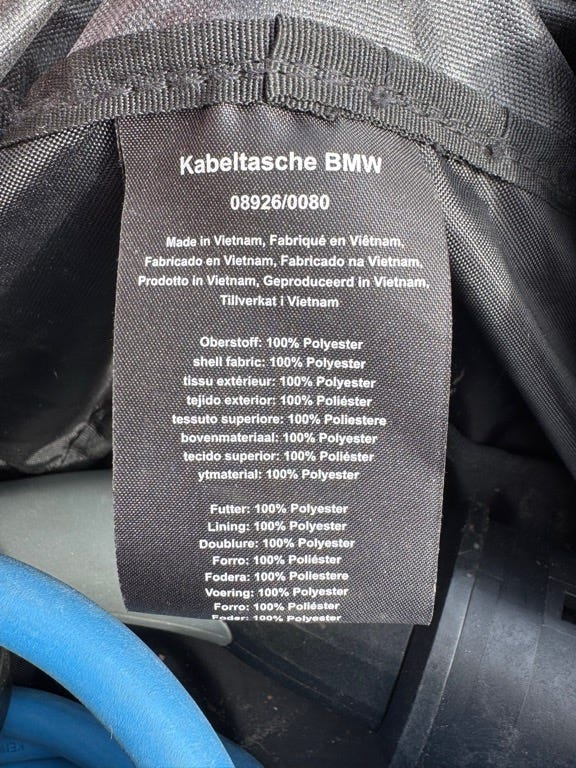 Kabeltasche BMW
08926/0080
Made in Vietnam, Fabriqué en Viêtnam,
Fabricado en Vietnam, Fabricado na Vietnam,
Prodotto in Vietnam, Geproduceerd in Vietnam,
Tillverkat i Vietnam
Oberstoff: 100% Polyester
shell fabric: 100% Polyester
tissu extérieur: 100% Polyester
tejido exterior: 100% Poliéster
tessuto superiore: 100% Poliestere
bovenmateriaal: 100% Polyester
tecido superior: 100% Poliéster
ytmaterial: 100% Polyester
Futter: 100% Polyester
Lining: 100% Polyester
Doublure: 100% Polyester
Forro: 100% Poliéster
Fodera: 100% Poliestere
Voering: 100% Polyester
Forro: 100% Poliéster
Foder: 100% Polyester